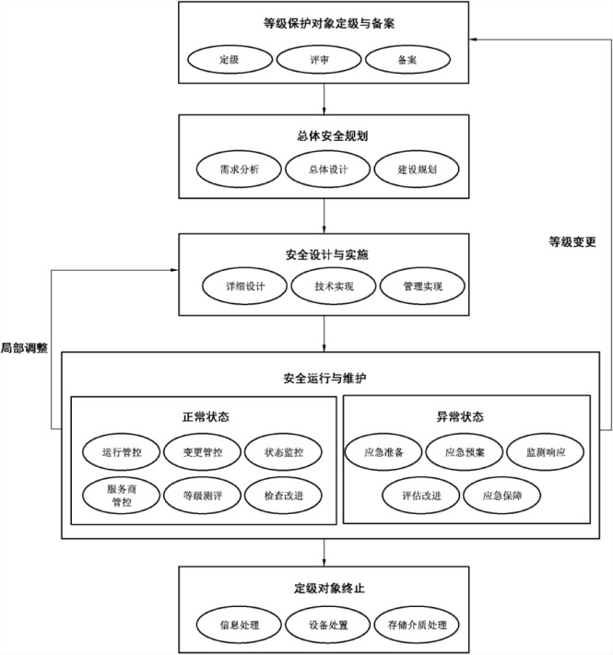 等级保护对象定级与备案
定级
评审
备案
总体安全规划
需求分析
总体设计
建设规划
等级变更
安全设计与实施
详细设计
技术实现
管理实现
局部调整
安全运行与维护
正常状态
运行管控
变更管控
状态监控
服务商
管控
等级测评
检查改进
异常状态
应急准备
应急预案
监测响应
评估改进
应急保障
定级对象终止
信息处理
设备处置
存储介质处理